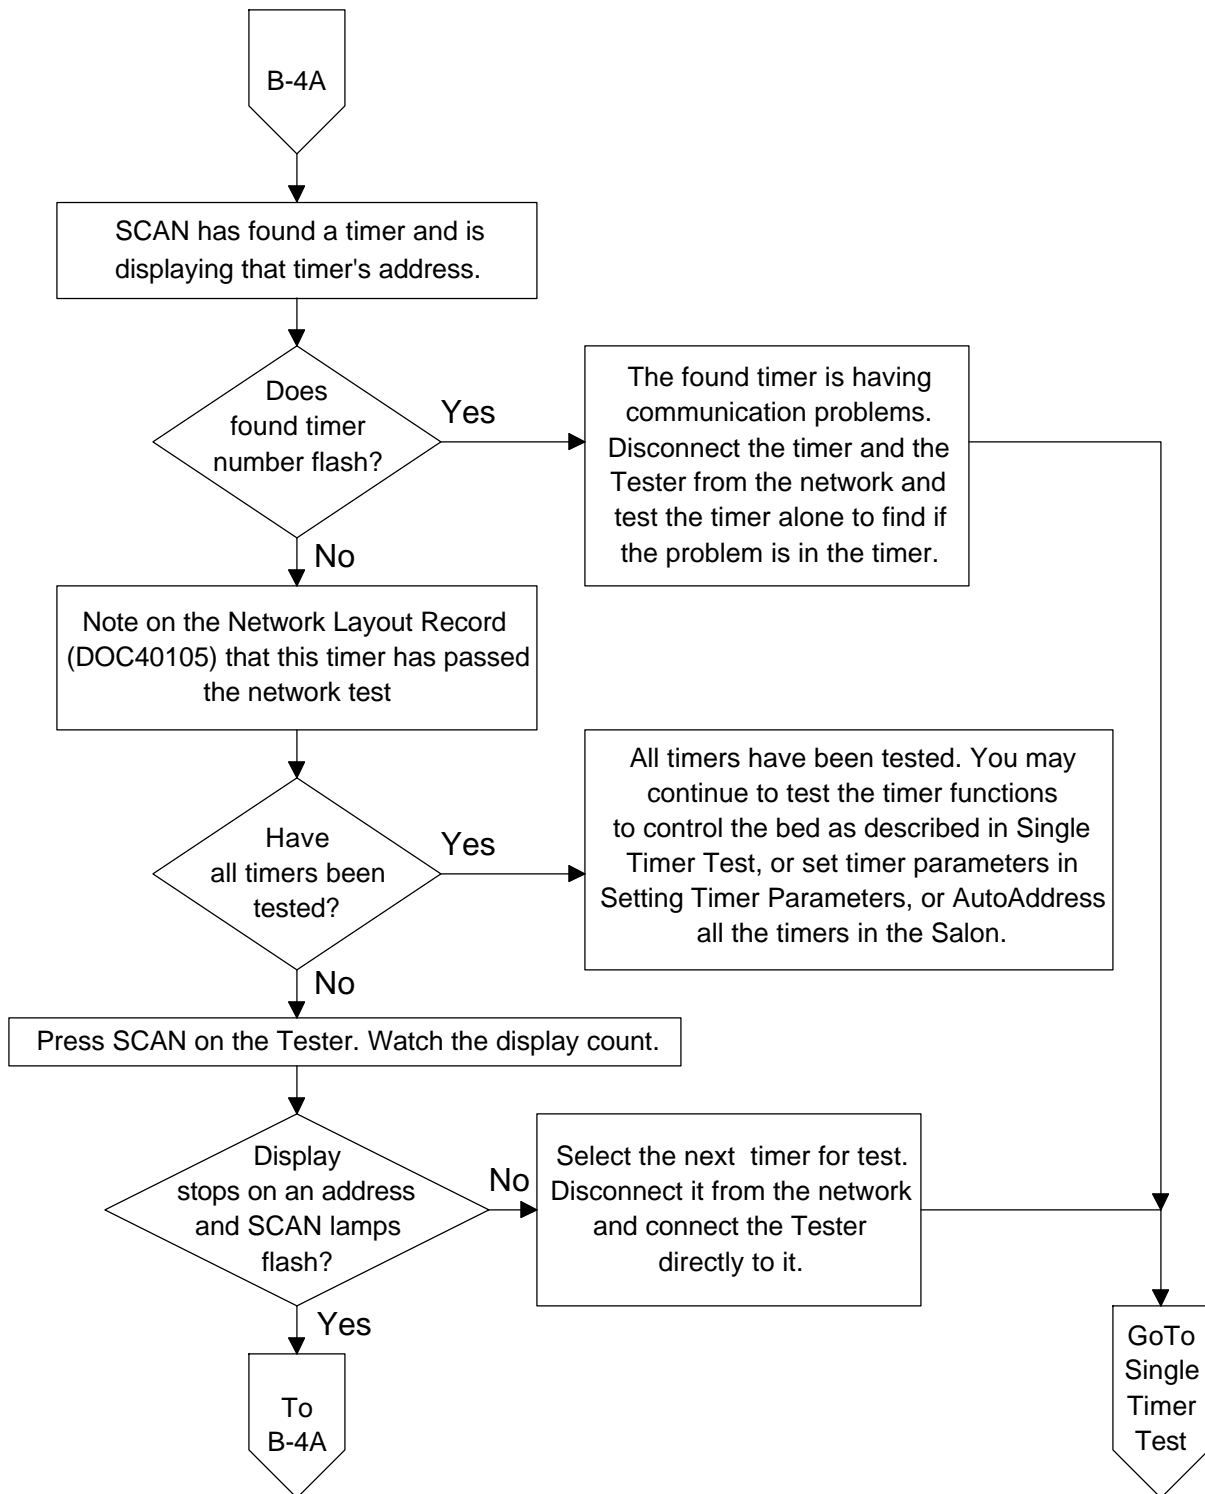 B-4A
SCAN has found a timer and is
displaying that timer's address.
Does
found timer
number flash?
Yes
The found timer is having
communication problems.
Disconnect the timer and the
Tester from the network and
test the timer alone to find if
the problem is in the timer.
No
Note on the Network Layout Record
(DOC40105) that this timer has passed
the network test
Have
all timers been
tested?
Yes
All timers have been tested. You may
continue to test the timer functions
to control the bed as described in Single
Timer Test, or set timer parameters in
Setting Timer Parameters, or AutoAddress
all the timers in the Salon.
No
Press SCAN on the Tester. Watch the display count.
Display
stops on an address
and SCAN lamps
flash?
No
Select the next  timer for test.
Disconnect it from the network
and connect the Tester
directly to it.
Yes
To
B-4A
GoTo
Single
Timer
Test